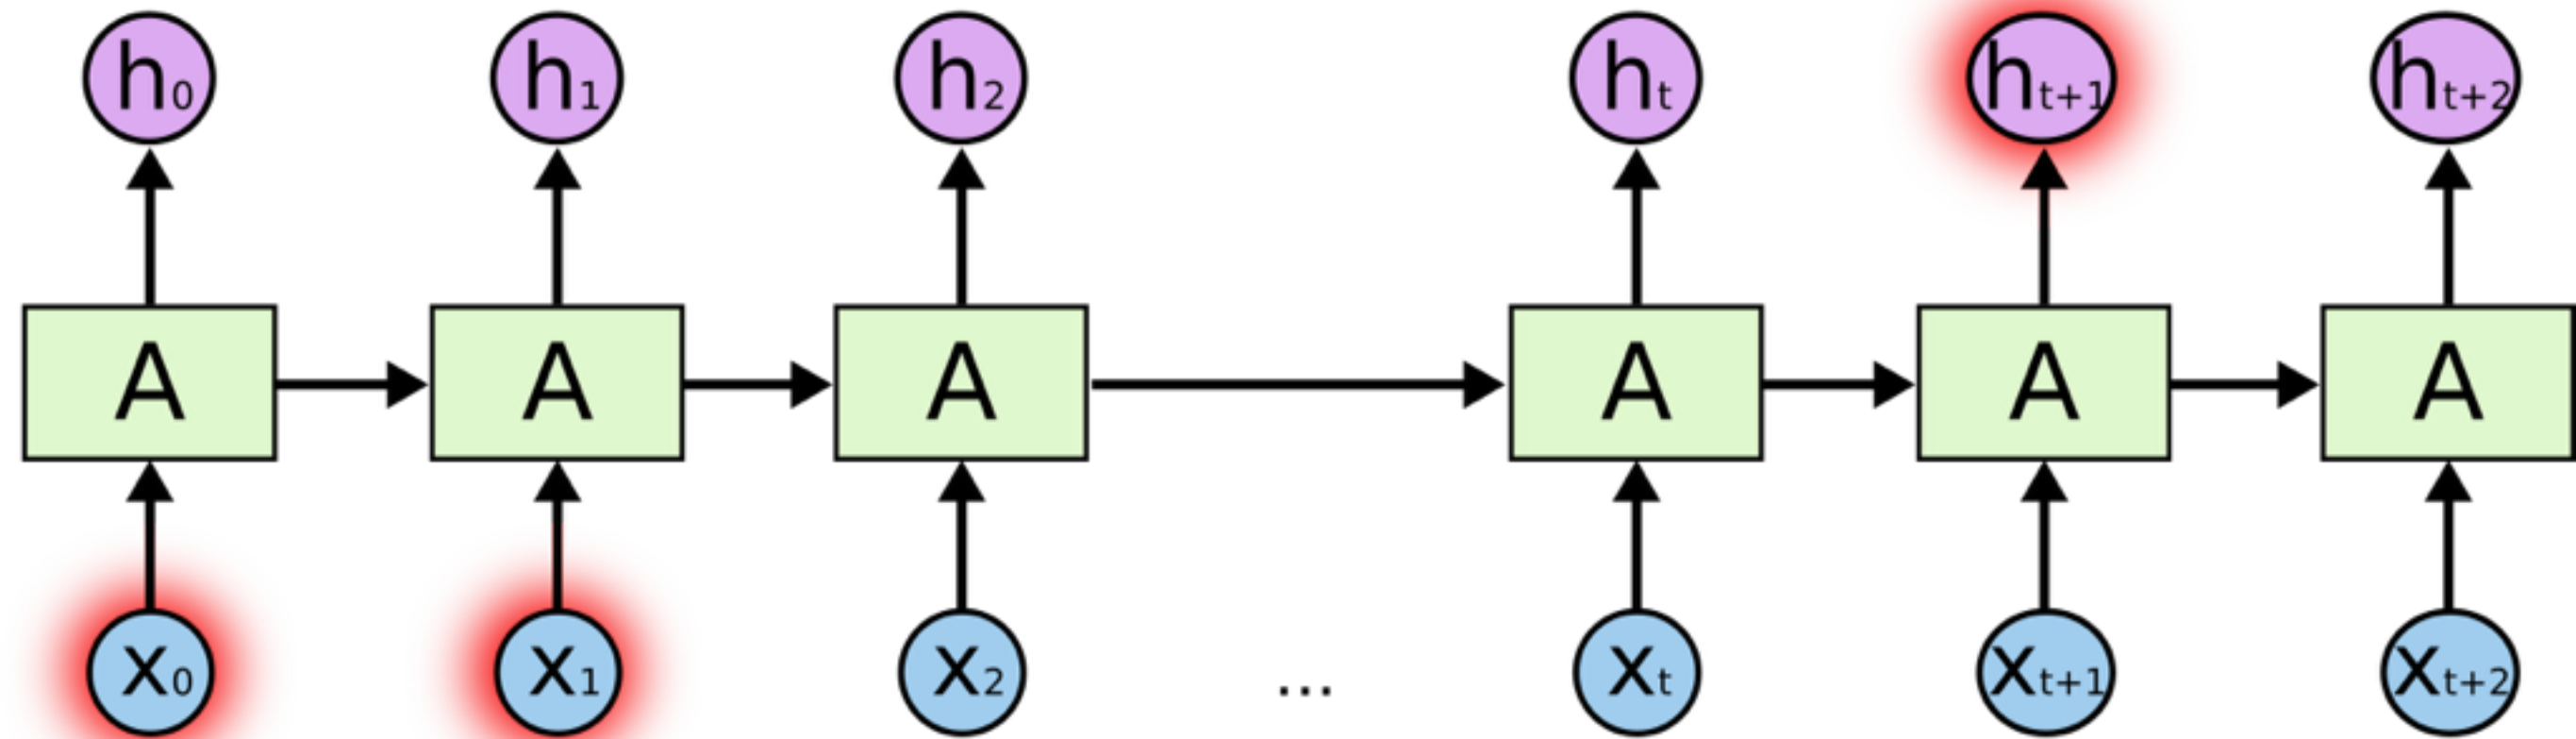 h0 h1 h2 ht ht+1 ht+2
A A A A A A
x0 x1 x2 ... xt xt+1 xt+2